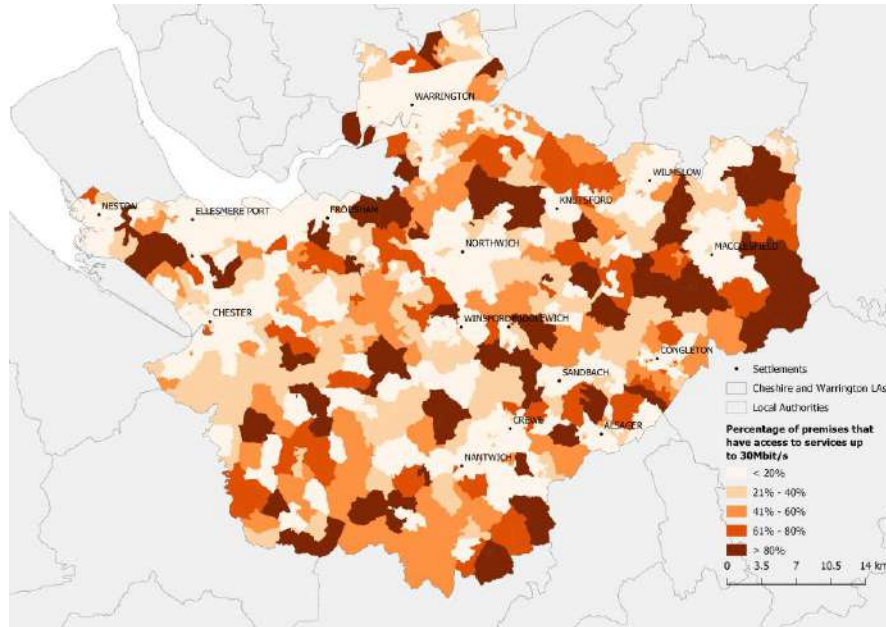 WARRINGTON
WILMSLOW
NESTON
ELLESMERE PORT
FRODSHAM
KNUTSFORD
NORTHWICH
MACCLESFIELD
CHESTER
WINSFORD
MIDDLEWICH
CONGLETON
SANDBACH
CREWE
ALSAGER
NANTWICH
Settlements
Cheshire and Warrington LAs
Local Authorities
Percentage of premises that
have access to services up
to 30Mbit/s
< 20%
21% - 40%
41% - 60%
61% - 80%
> 80%
0 3.5 7 10.5 14 km